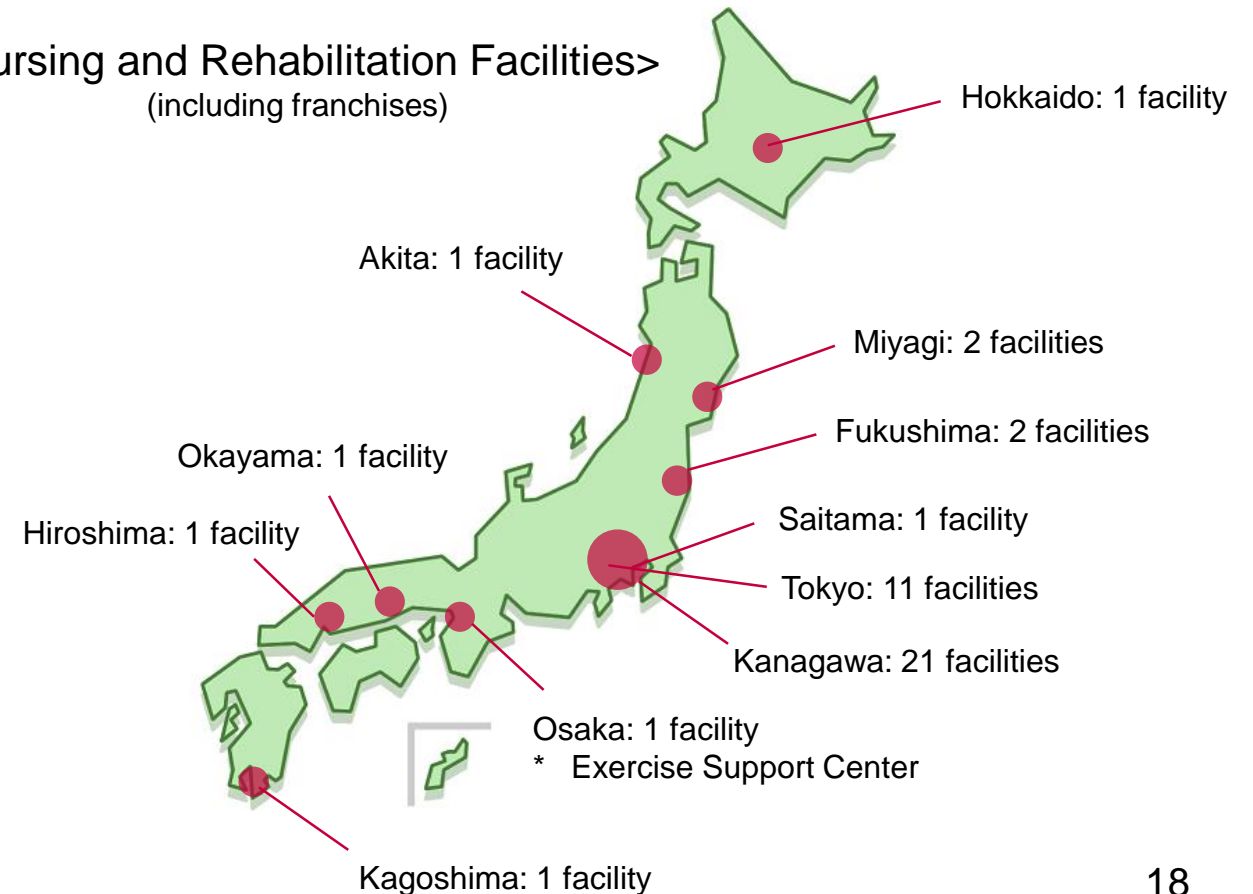 ursing and Rehabilitation Facilities>
(including franchises)
Hokkaido: 1 facility
Akita: 1 facility
Miyagi: 2 facilities
Fukushima: 2 facilities
Okayama: 1 facility
Saitama: 1 facility
Hiroshima: 1 facility
Tokyo: 11 facilities
Kanagawa: 21 facilities
Osaka: 1 facility
* Exercise Support Center
Kagoshima: 1 facility
18